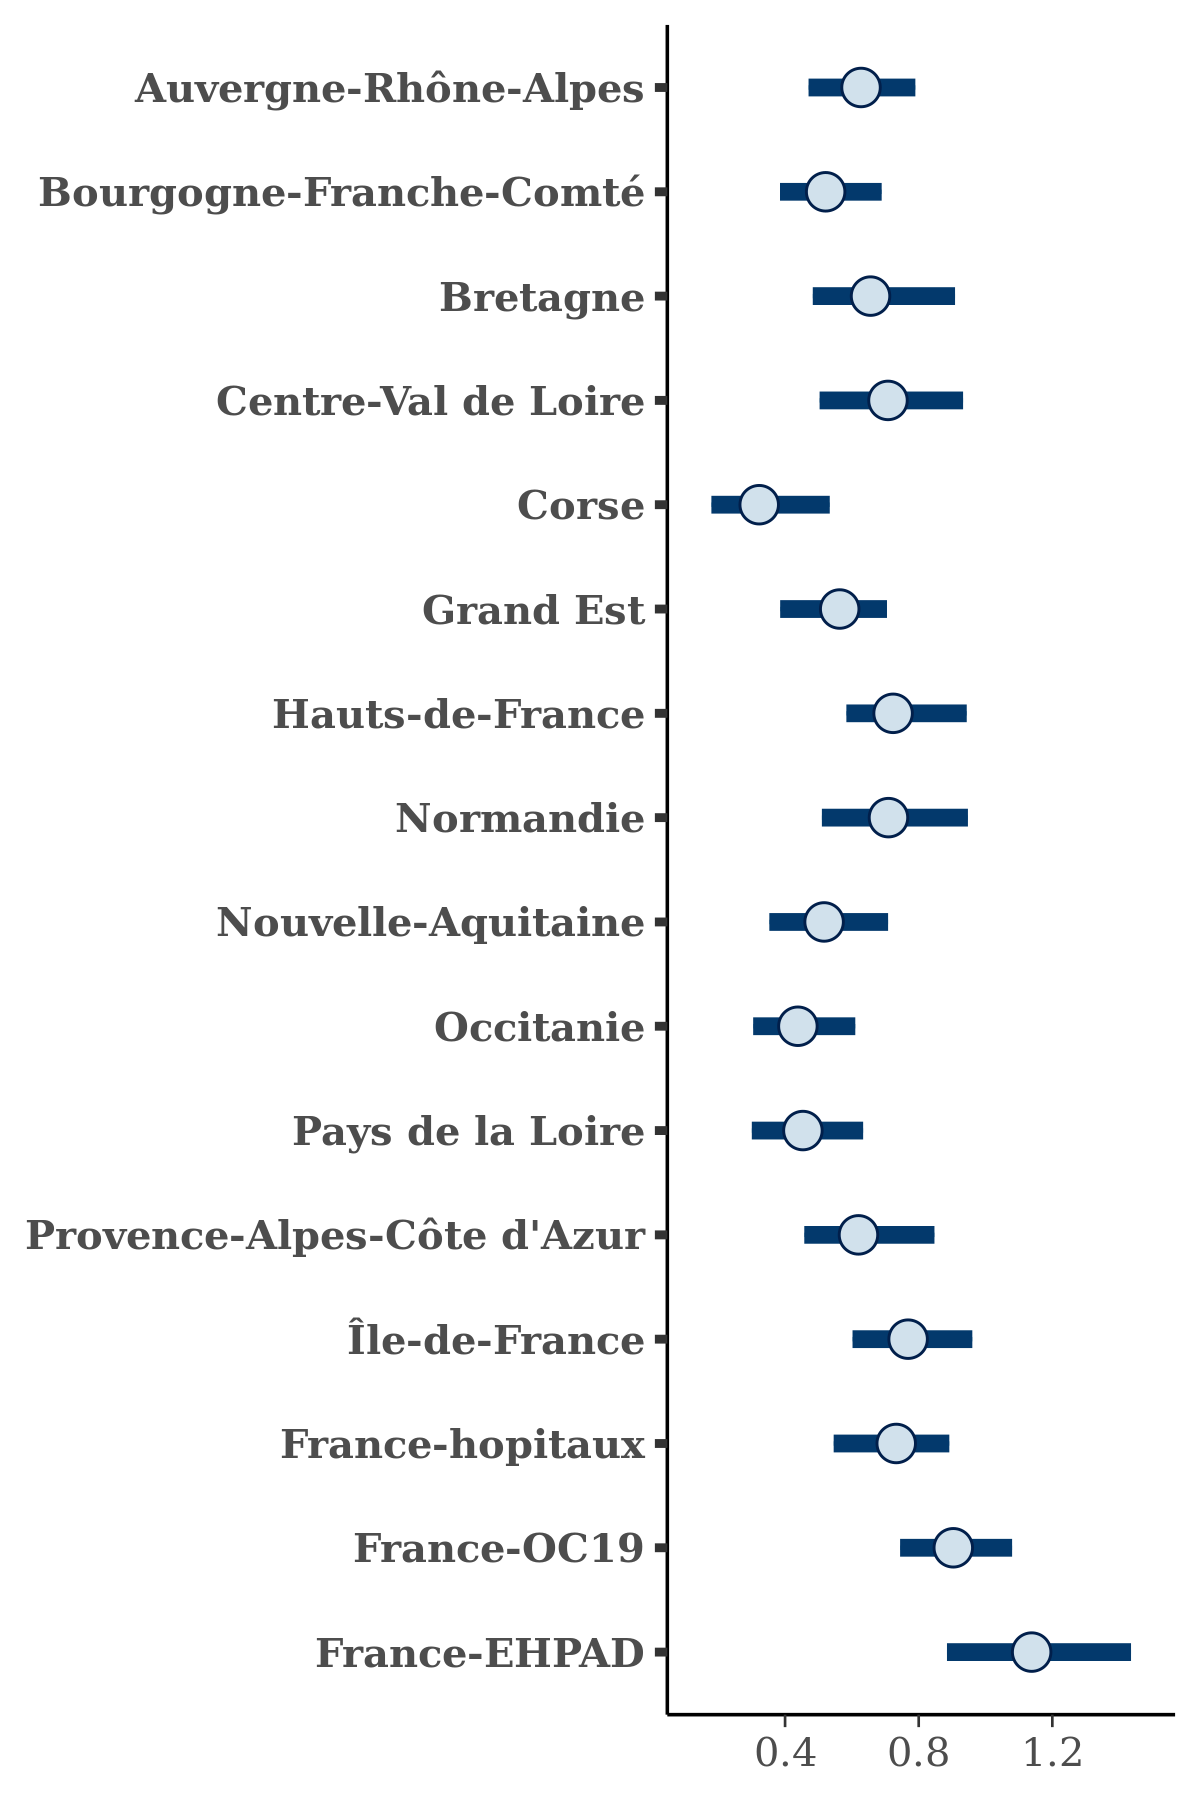 Auvergne-Rhône-Alpes
Bourgogne-Franche-Comté
Bretagne
Centre-Val de Loire
Corse
Grand Est
Hauts-de-France
Normandie
Nouvelle-Aquitaine
Occitanie
Pays de la Loire
Provence-Alpes-Côte d'Azur
Île-de-France
France-hopitaux
France-OC19
France-EHPAD
0.4 0.8 1.2